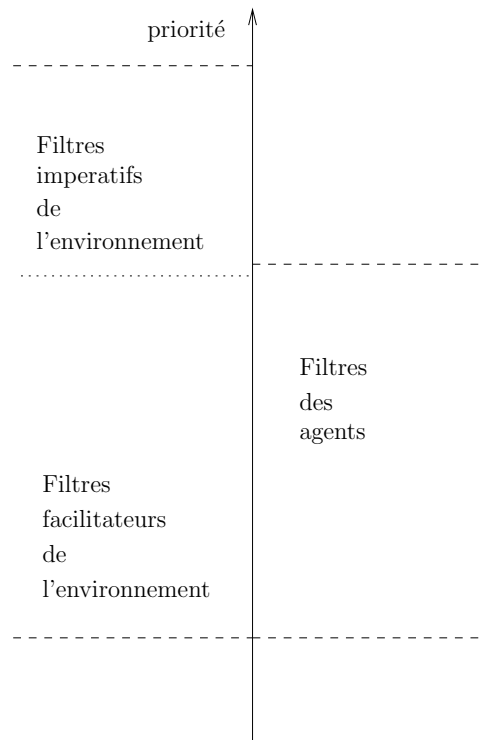 priorité
Filtres
imperatifs
de
l'environnement
Filtres
des
agents
Filtres
facilitateurs
de
l'environnement